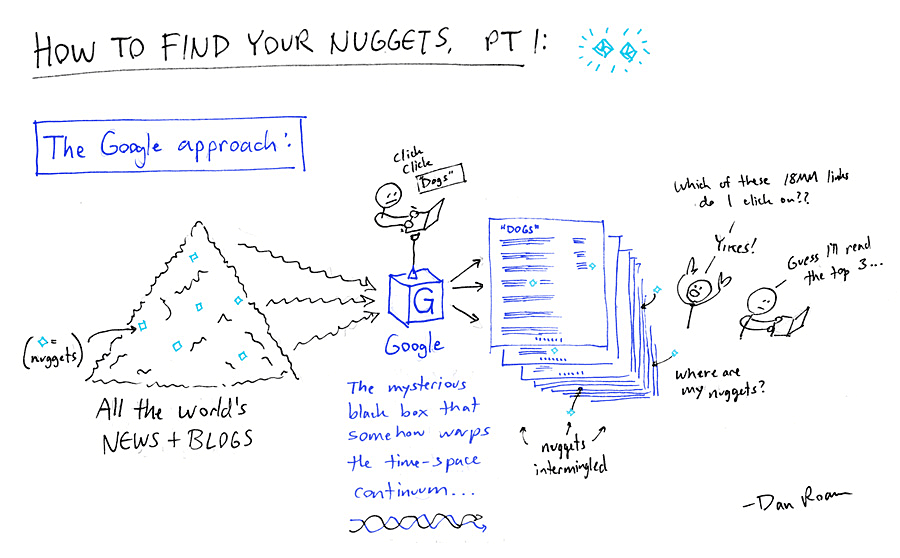 HOW TO FIND YOUR NUGGETS, PT 1:
The Google approach:
click
click
"Dogs"
G
Google
The mysterious
black box that
somehow warps
the time-space
continuum...
(◇ =
nuggets)
All the world's
NEWS + BLOGS
"DOGS"
Which of these 18MM links
do I click on??
Yikes!
Guess I'll read
the top 3...
Where are
my nuggets?
nuggets
intermingled
-Dan Roam